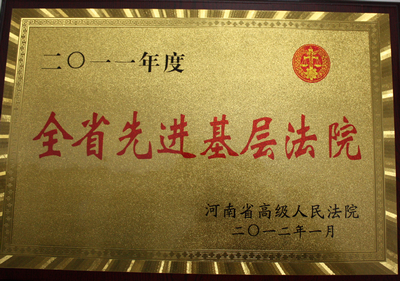 二〇一一年度
全省先进基层法院
河南省高级人民法院
二〇一二年一月